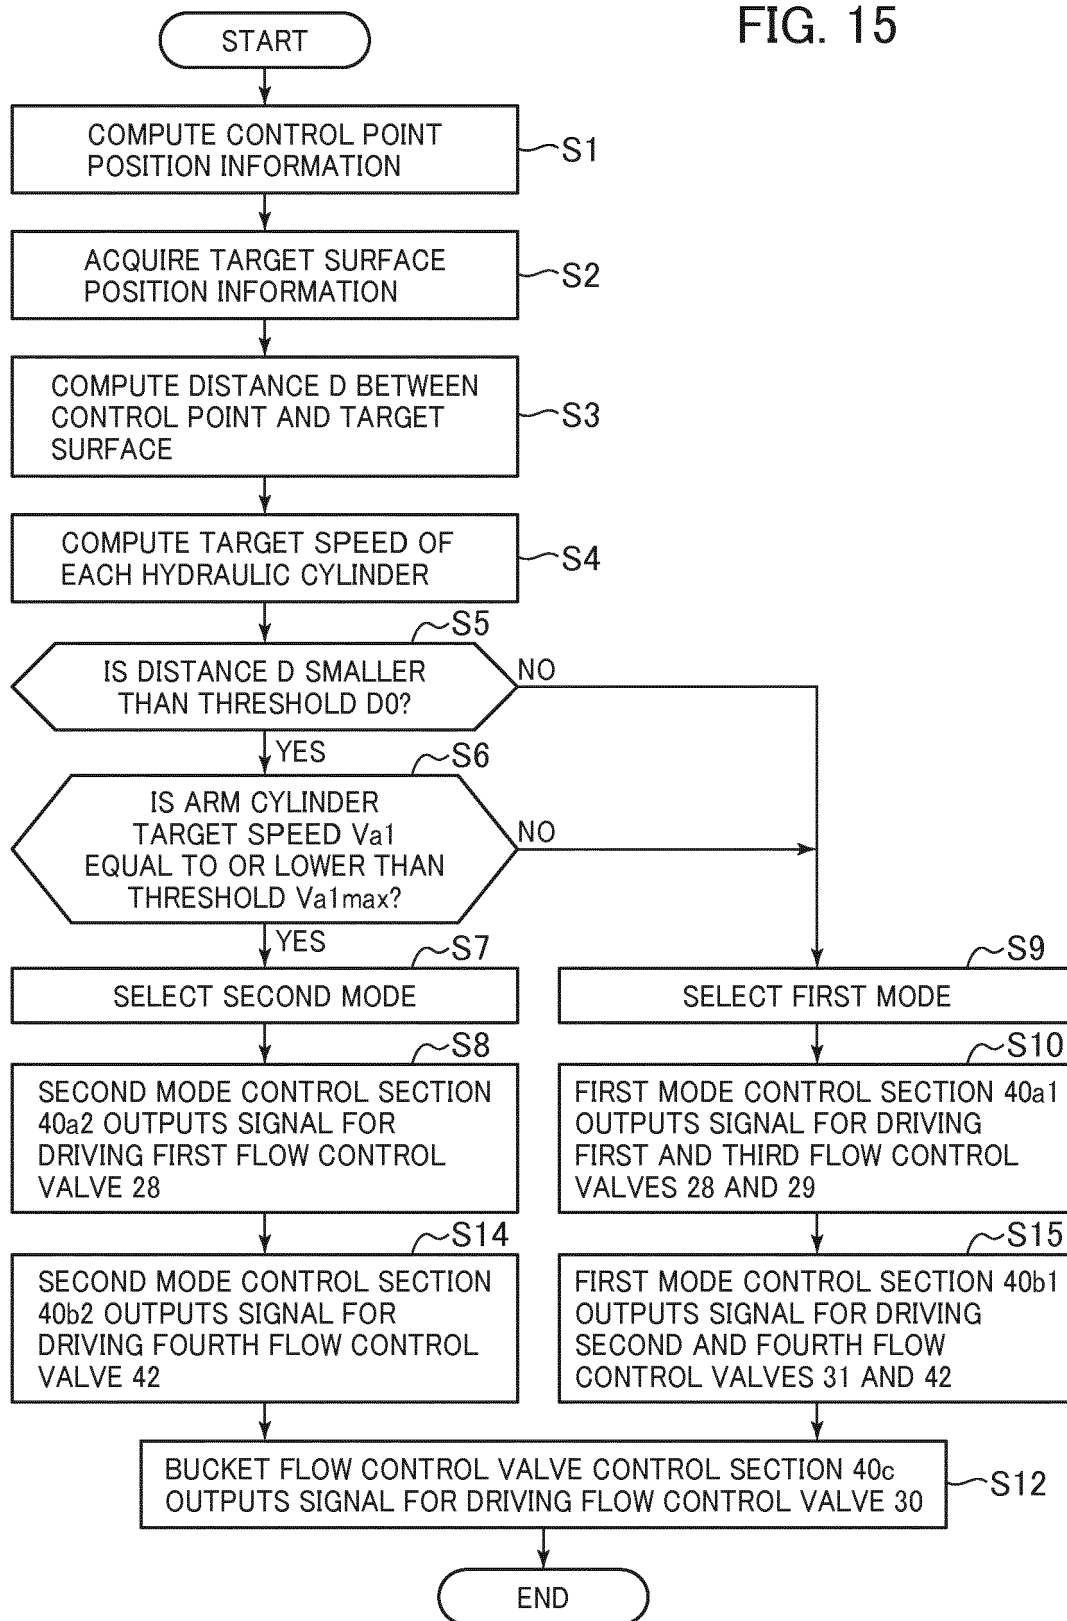 FIG. 15
START
COMPUTE CONTROL POINT
POSITION INFORMATION
S1
ACQUIRE TARGET SURFACE
POSITION INFORMATION
S2
COMPUTE DISTANCE D BETWEEN
CONTROL POINT AND TARGET
SURFACE
S3
COMPUTE TARGET SPEED OF
EACH HYDRAULIC CYLINDER
S4
S5
IS DISTANCE D SMALLER
THAN THRESHOLD D0?
NO
YES
S6
IS ARM CYLINDER
TARGET SPEED Va1
EQUAL TO OR LOWER THAN
THRESHOLD Va1max?
NO
YES
S7
SELECT SECOND MODE
S9
SELECT FIRST MODE
S8
SECOND MODE CONTROL SECTION
40a2 OUTPUTS SIGNAL FOR
DRIVING FIRST FLOW CONTROL
VALVE 28
S10
FIRST MODE CONTROL SECTION 40a1
OUTPUTS SIGNAL FOR DRIVING
FIRST AND THIRD FLOW CONTROL
VALVES 28 AND 29
S14
SECOND MODE CONTROL SECTION
40b2 OUTPUTS SIGNAL FOR
DRIVING FOURTH FLOW CONTROL
VALVE 42
S15
FIRST MODE CONTROL SECTION 40b1
OUTPUTS SIGNAL FOR DRIVING
SECOND AND FOURTH FLOW
CONTROL VALVES 31 AND 42
BUCKET FLOW CONTROL VALVE CONTROL SECTION 40c
OUTPUTS SIGNAL FOR DRIVING FLOW CONTROL VALVE 30
S12
END